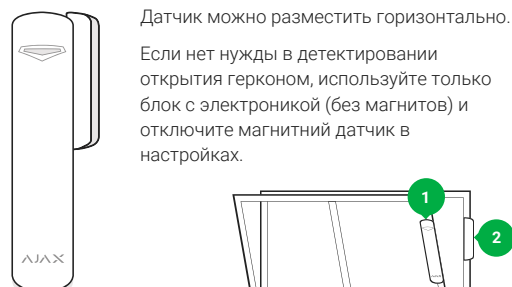 Датчик можно разместить горизонтально.
Если нет нужды в детектировании
открытия герконом, используйте только
блок с электроникой (без магнитов) и
отключите магнитний датчик в
настройках.
1
2
AJAX